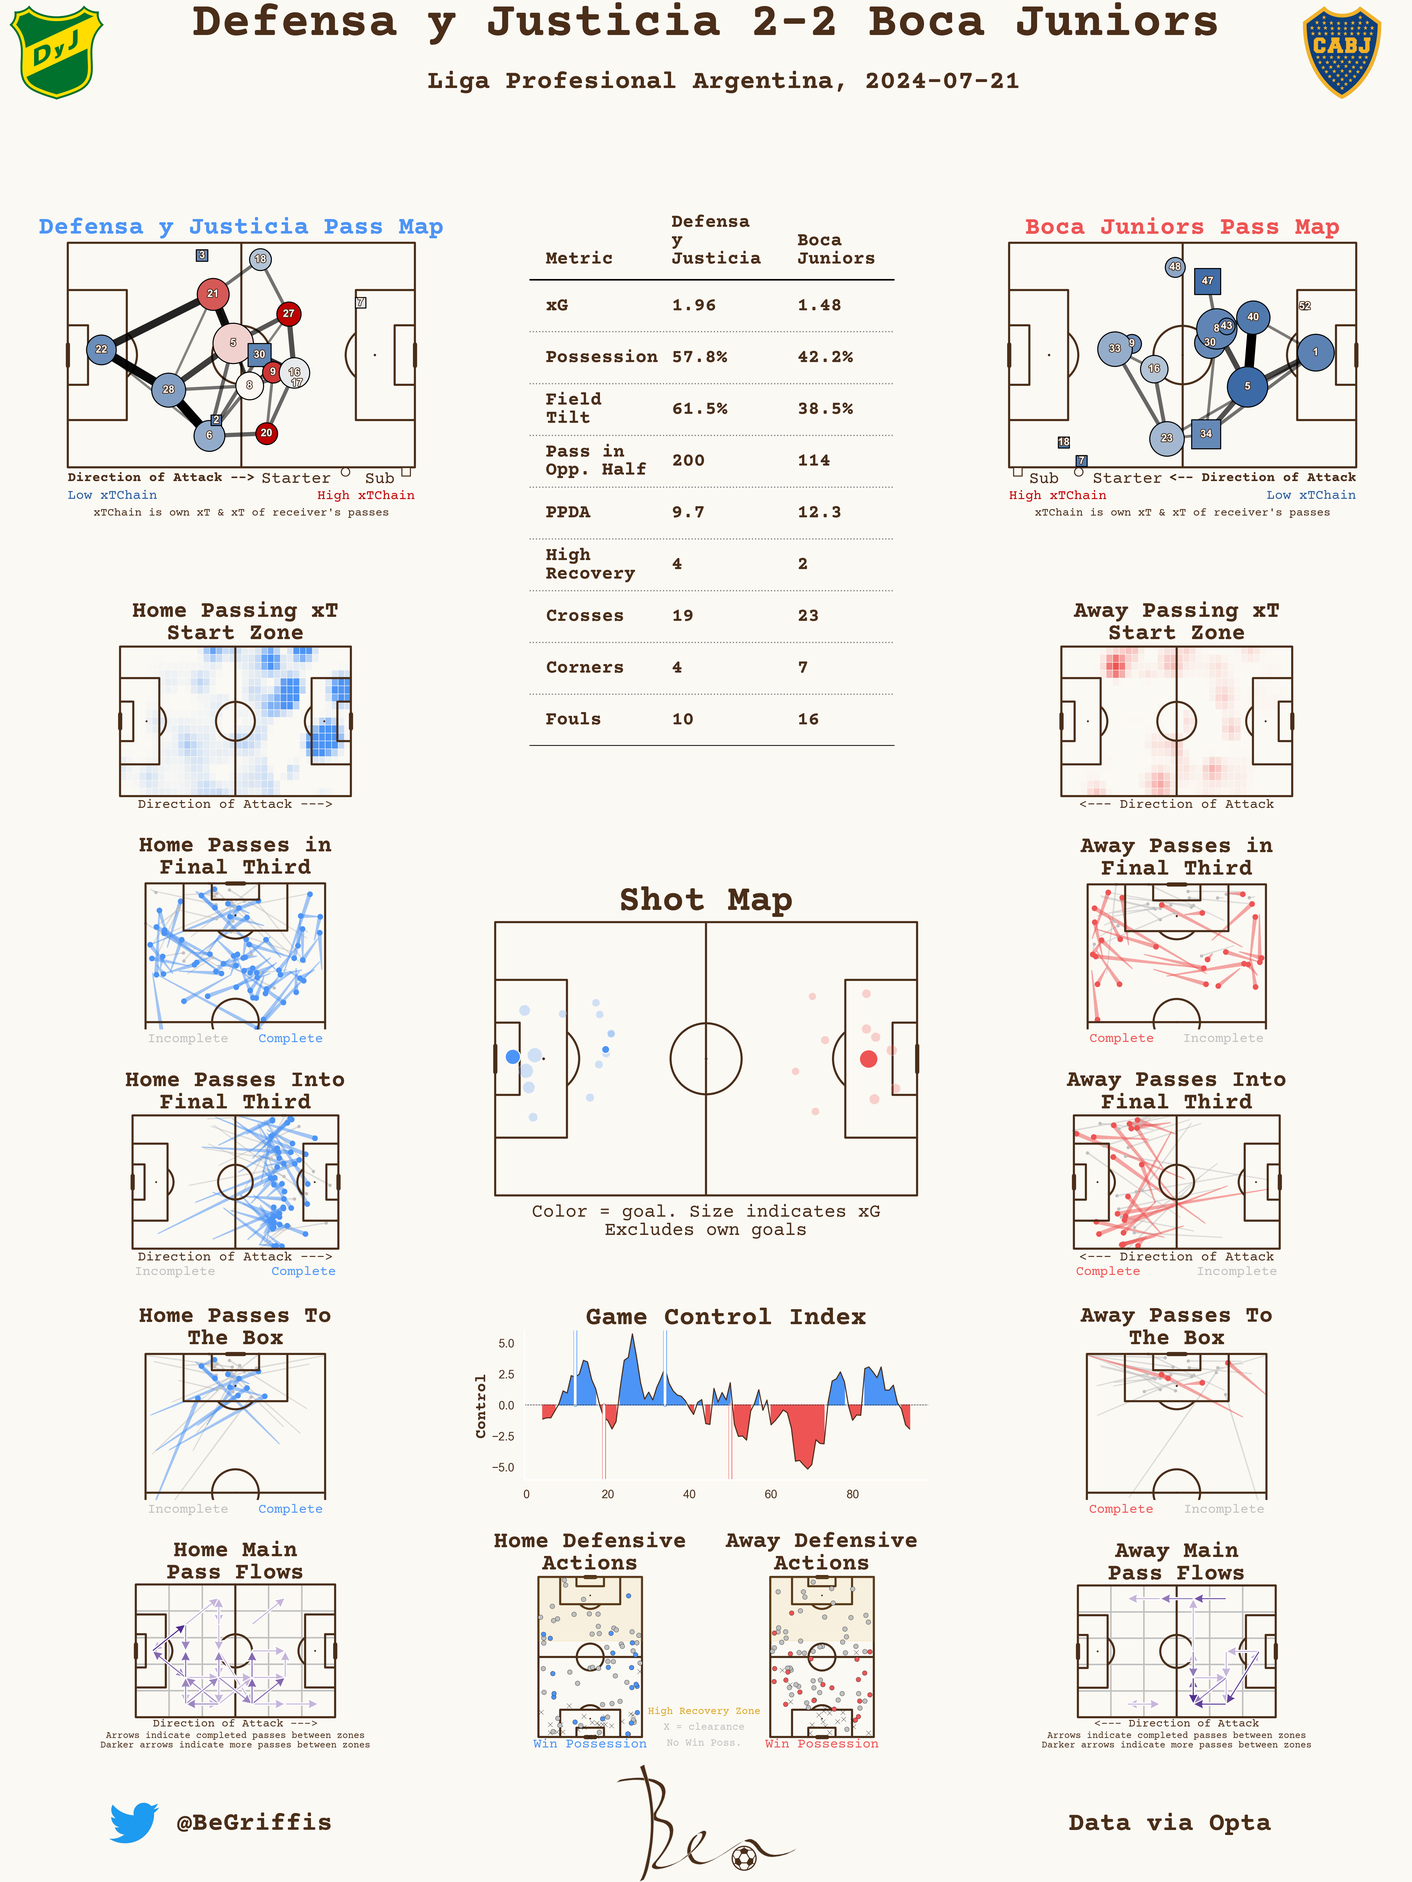 Defensa y Justicia 2-2 Boca Juniors
Liga Profesional Argentina, 2024-07-21
DyJ
CABJ
Defensa y Justicia Pass Map
3
18
21
7
27
5
22
30
9
16
17
28
8
2
6
20
Direction of Attack --> Starter Sub
Low xTChain High xTChain
xTChain is own xT & xT of receiver's passes
Defensa
y
Justicia
Boca
Juniors
Metric
xG 1.96 1.48
Possession 57.8% 42.2%
Field
Tilt
61.5% 38.5%
Pass in
Opp. Half
200 114
PPDA 9.7 12.3
High
Recovery
4 2
Crosses 19 23
Corners 4 7
Fouls 10 16
Boca Juniors Pass Map
48
47
52
40
8
43
33
9
30
1
16
5
23
34
18
7
Sub Starter <-- Direction of Attack
High xTChain Low xTChain
xTChain is own xT & xT of receiver's passes
Home Passing xT
Start Zone
Direction of Attack --->
Away Passing xT
Start Zone
<--- Direction of Attack
Home Passes in
Final Third
Incomplete Complete
Away Passes in
Final Third
Complete Incomplete
Shot Map
Color = goal. Size indicates xG
Excludes own goals
Home Passes Into
Final Third
Direction of Attack --->
Incomplete Complete
Away Passes Into
Final Third
<--- Direction of Attack
Complete Incomplete
Home Passes To
The Box
Incomplete Complete
Game Control Index
Control
5.0
2.5
0.0
−2.5
−5.0
0 20 40 60 80
Away Passes To
The Box
Complete Incomplete
Home Main
Pass Flows
Direction of Attack --->
Arrows indicate completed passes between zones
Darker arrows indicate more passes between zones
Home Defensive
Actions
Win Possession
High Recovery Zone
X = clearance
No Win Poss.
Away Defensive
Actions
Win Possession
Away Main
Pass Flows
<--- Direction of Attack
Arrows indicate completed passes between zones
Darker arrows indicate more passes between zones
@BeGriffis
Ben
Data via Opta